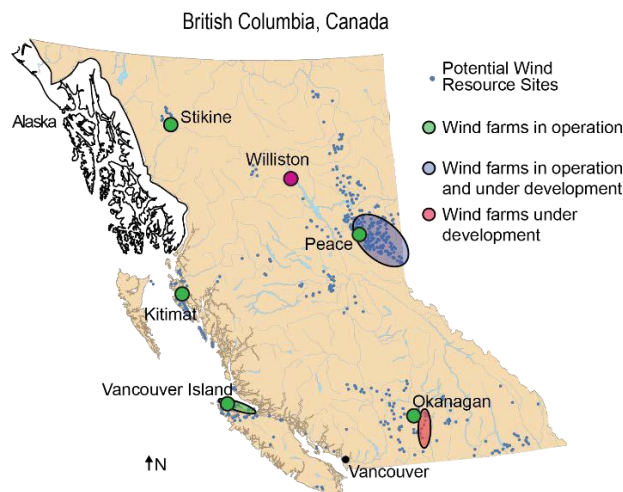 British Columbia, Canada
Alaska
Stikine
Williston
Peace
Kitimat
Vancouver Island
Okanagan
Vancouver
↑N
Potential Wind
Resource Sites
Wind farms in operation
Wind farms in operation
and under development
Wind farms under
development